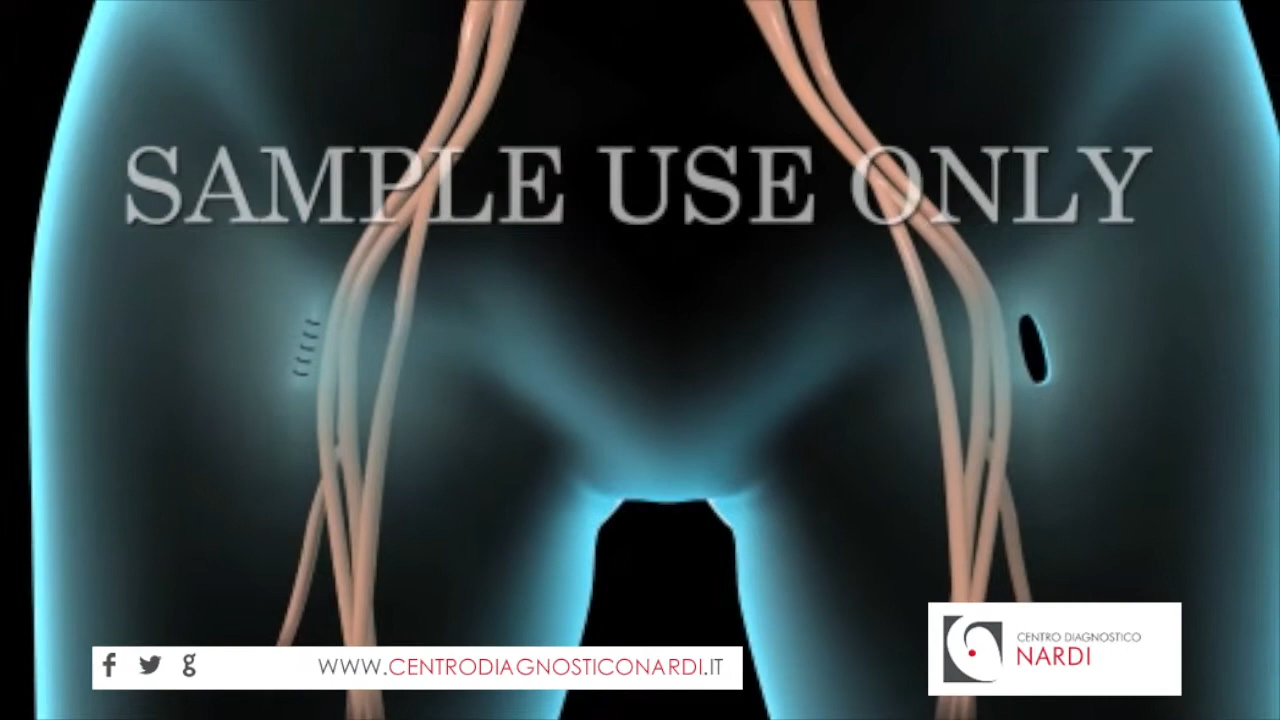 SAMPLE USE ONLY
WWW.CENTRODIAGNOSTICONARDI.IT
CENTRO DIAGNOSTICO
NARDI